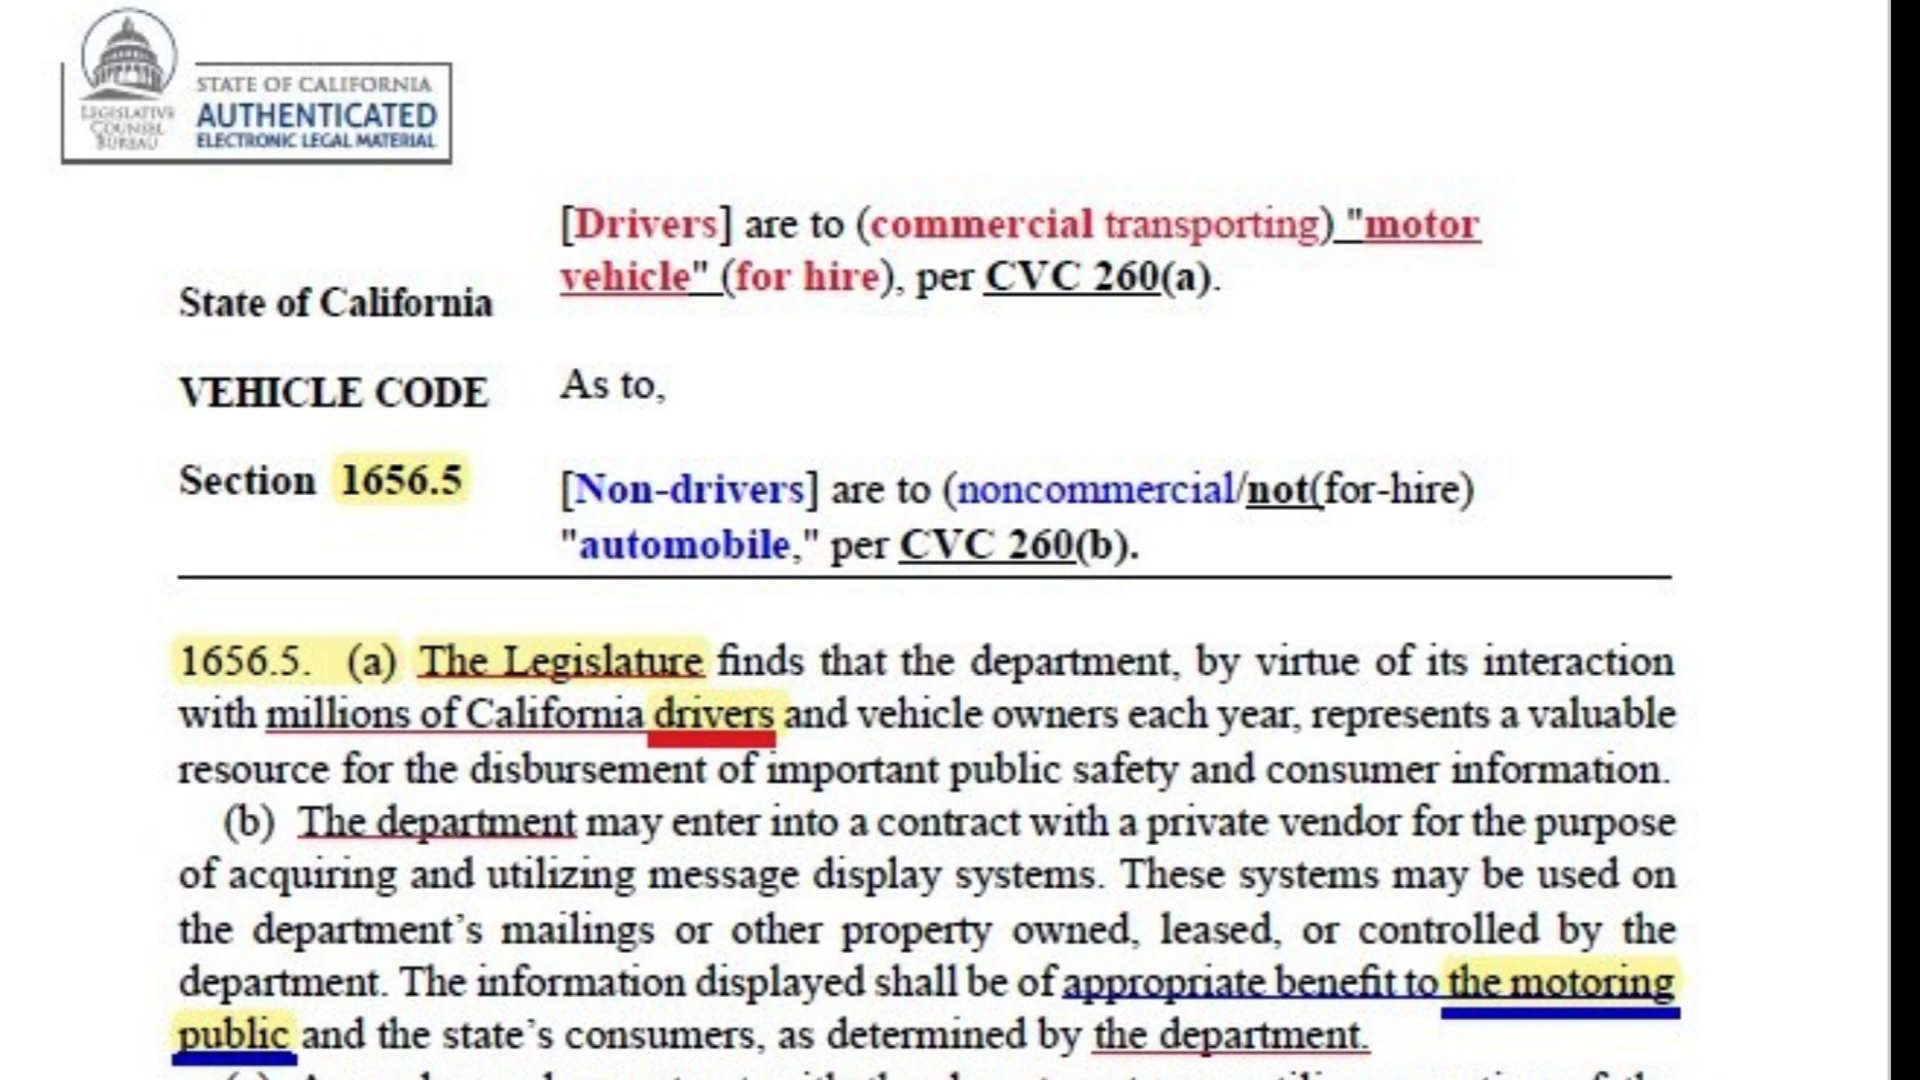 LEGISLATIVE
COUNSEL
BUREAU
STATE OF CALIFORNIA
AUTHENTICATED
ELECTRONIC LEGAL MATERIAL
State of California
VEHICLE CODE
Section 1656.5
[Drivers] are to (commercial transporting) "motor
vehicle" (for hire), per CVC 260(a).
As to,
[Non-drivers] are to (noncommercial/not(for-hire)
"automobile," per CVC 260(b).
1656.5. (a) The Legislature finds that the department, by virtue of its interaction
with millions of California drivers and vehicle owners each year, represents a valuable
resource for the disbursement of important public safety and consumer information.
(b) The department may enter into a contract with a private vendor for the purpose
of acquiring and utilizing message display systems. These systems may be used on
the department’s mailings or other property owned, leased, or controlled by the
department. The information displayed shall be of appropriate benefit to the motoring
public and the state’s consumers, as determined by the department.